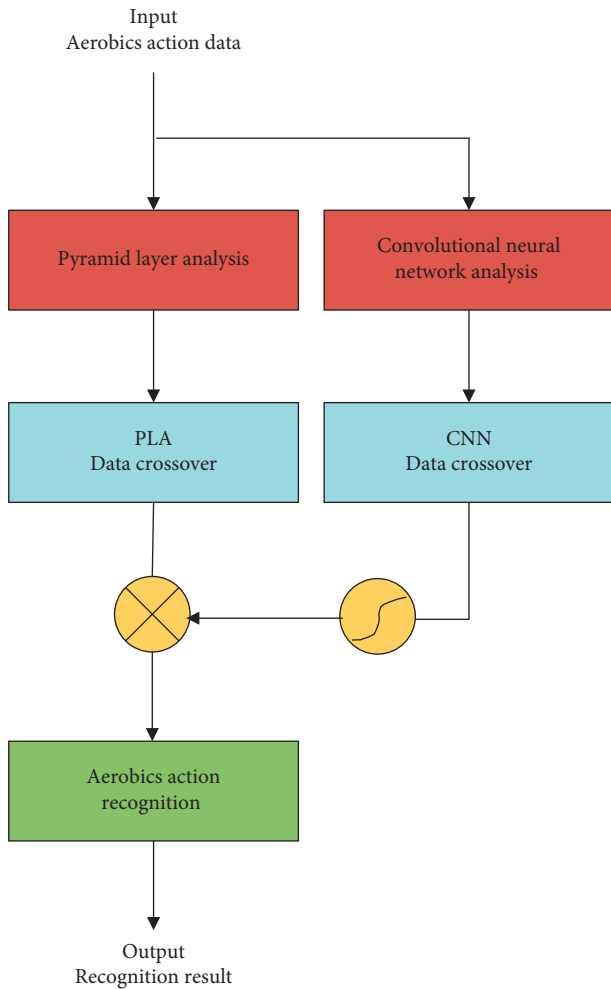 Input
Aerobics action data
Pyramid layer analysis
Convolutional neural
network analysis
PLA
Data crossover
CNN
Data crossover
Aerobics action
recognition
Output
Recognition result